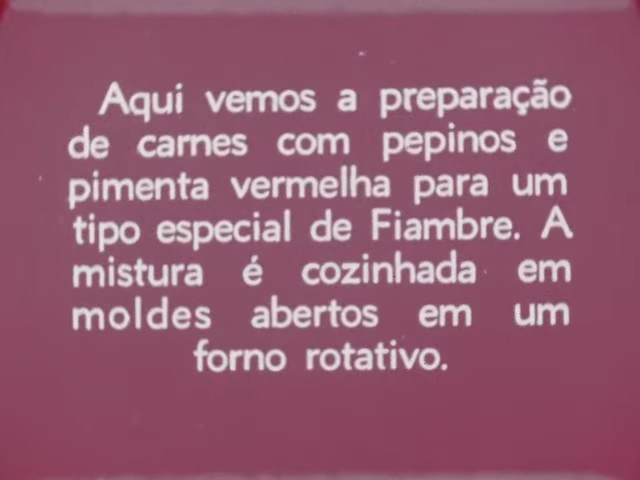 Aqui vemos a preparação
de carnes com pepinos e
pimenta vermelha para um
tipo especial de Fiambre. A
mistura é cozinhada em
moldes abertos em um
forno rotativo.